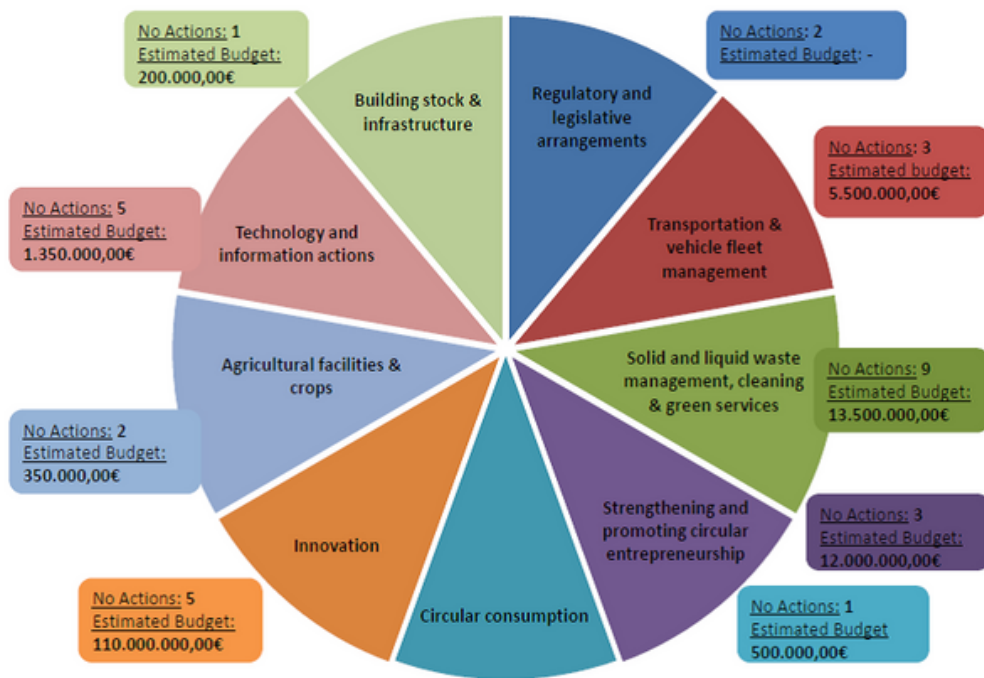 No Actions: 1
Estimated Budget:
200.000,00€
No Actions: 2
Estimated Budget: -
Building stock &
infrastructure
Regulatory and
legislative
arrangements
No Actions: 3
Estimated budget:
5.500.000,00€
No Actions: 5
Estimated Budget:
1.350.000,00€
Technology and
information actions
Transportation &
vehicle fleet
management
Agricultural facilities &
crops
Solid and liquid waste
management, cleaning
& green services
No Actions: 9
Estimated Budget:
13.500.000,00€
No Actions: 2
Estimated Budget:
350.000,00€
Innovation
Strengthening and
promoting circular
entrepreneurship
No Actions: 3
Estimated Budget:
12.000.000,00€
No Actions: 5
Estimated Budget:
110.000.000,00€
Circular consumption
No Actions: 1
Estimated Budget
500.000,00€